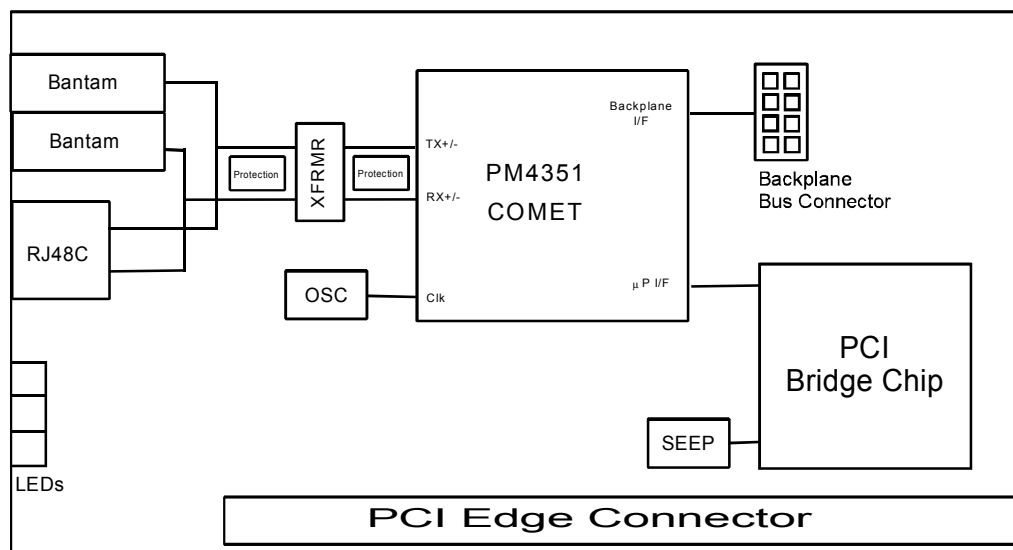 Bantam
Bantam
RJ48C
LEDs
Protection
XFRMR
Protection
OSC
TX+/-
RX+/-
Clk
PM4351
COMET
Backplane
I/F
μP I/F
Backplane
Bus Connector
PCI
Bridge Chip
SEEP
PCI Edge Connector